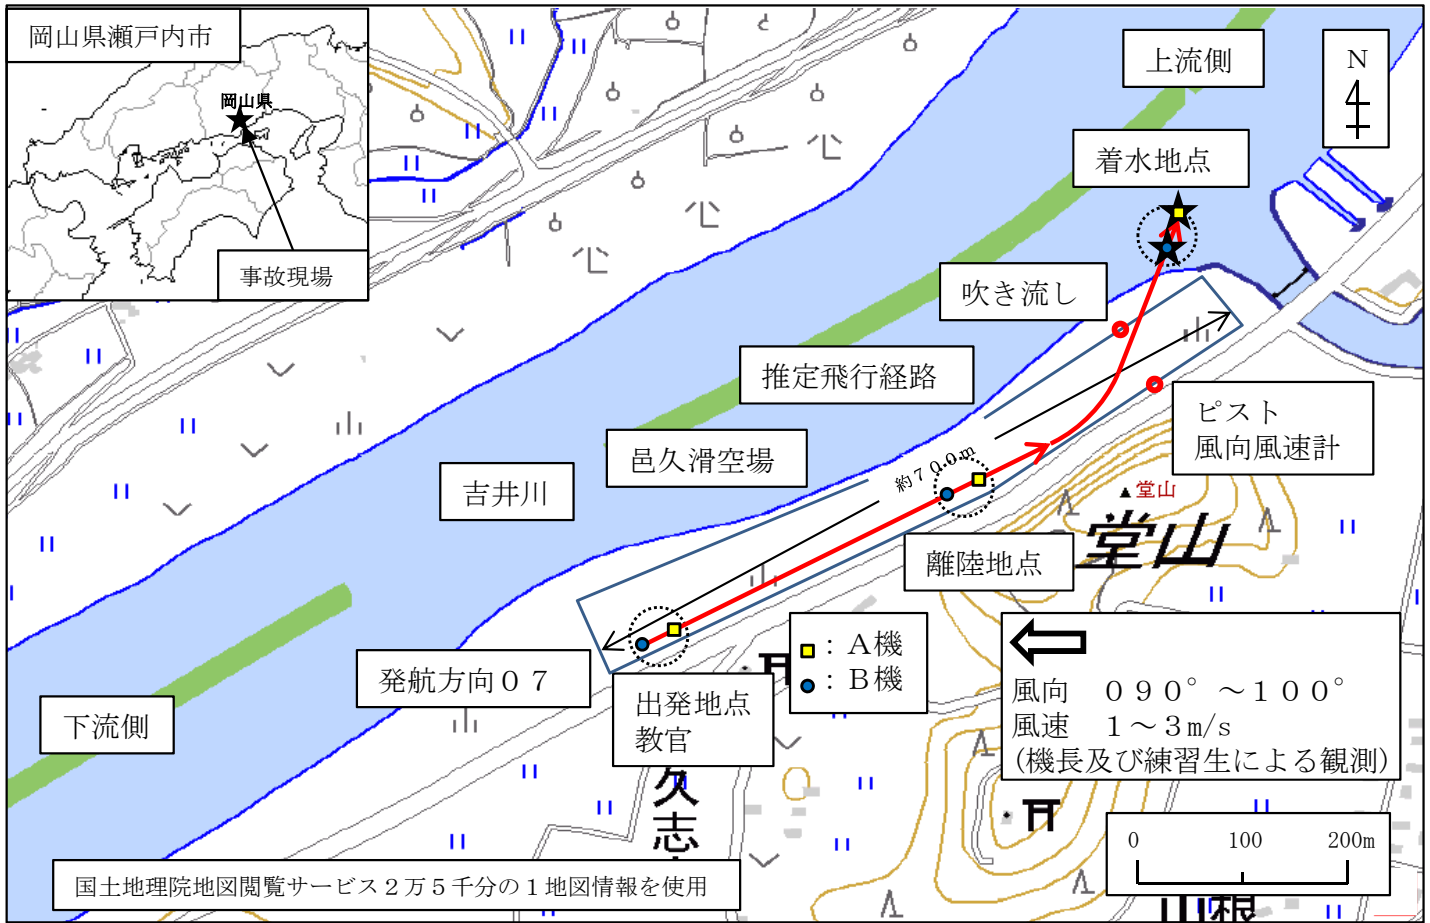 岡山県瀬戸内市
岡山県
事故現場
上流側
N
着水地点
吹き流し
推定飛行経路
ピスト
風向風速計
邑久滑空場
約７００ｍ
吉井川
堂山
堂山
離陸地点
：Ａ機
：Ｂ機
発航方向０７
出発地点
教官
下流側
風向　０９０°～１００°
風速　１～３m/s
(機長及び練習生による観測)
久志
0 100 200m
国土地理院地図閲覧サービス２万５千分の１地図情報を使用